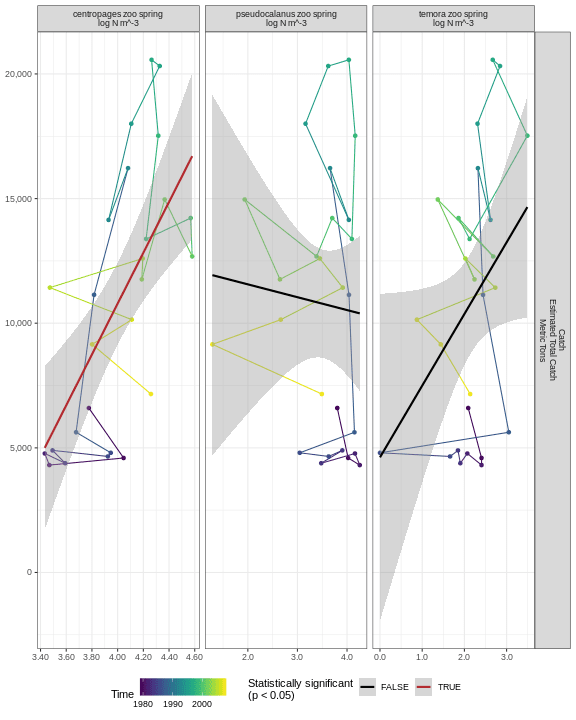 centropages zoo spring
log N m^-3
pseudocalanus zoo spring
log N m^-3
temora zoo spring
log N m^-3
20,000
15,000
10,000
5,000
0
3.40 3.60 3.80 4.00 4.20 4.40 4.60
2.0 3.0 4.0
0.0 1.0 2.0 3.0
Catch
Estimated Total Catch
Metric Tons
Time
1980 1990 2000
Statistically significant
(p < 0.05)
FALSE
TRUE